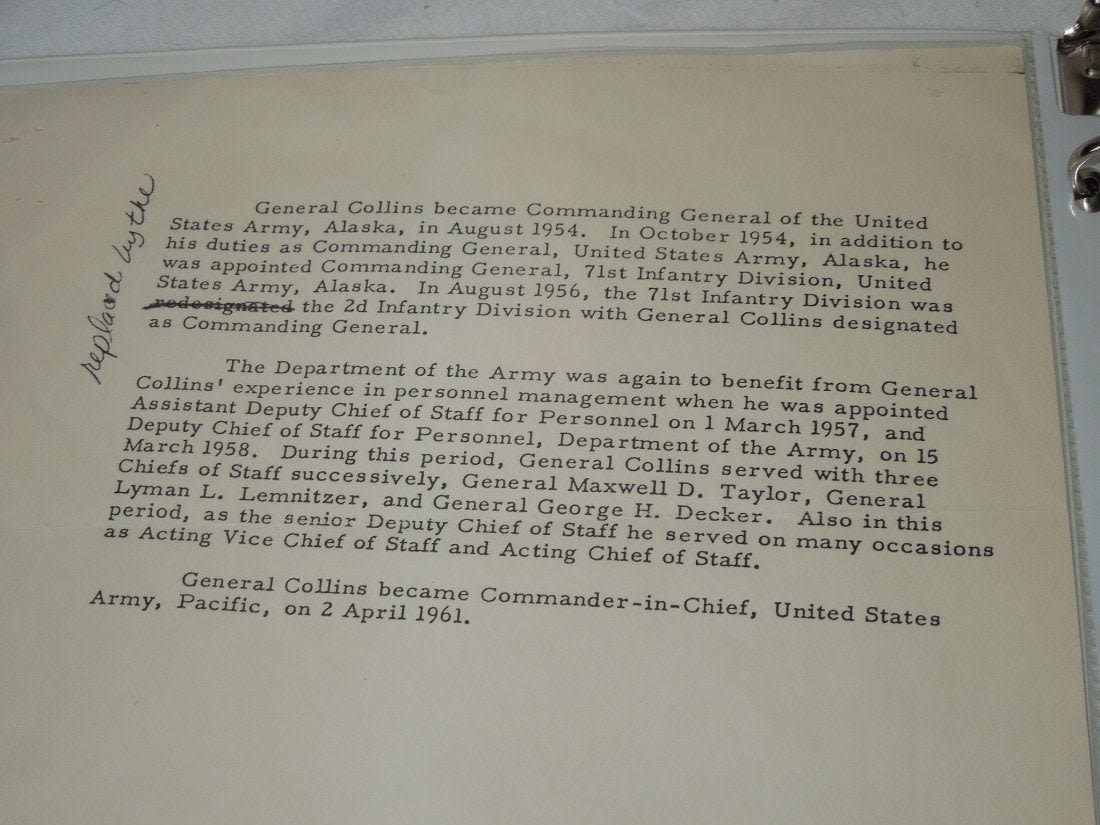 replaced by the
General Collins became Commanding General of the United
States Army, Alaska, in August 1954. In October 1954, in addition to
his duties as Commanding General, United States Army, Alaska, he
was appointed Commanding General, 71st Infantry Division, United
States Army, Alaska. In August 1956, the 71st Infantry Division was
redesignated the 2d Infantry Division with General Collins designated
as Commanding General.
The Department of the Army was again to benefit from General
Collins' experience in personnel management when he was appointed
Assistant Deputy Chief of Staff for Personnel on 1 March 1957, and
Deputy Chief of Staff for Personnel, Department of the Army, on 15
March 1958. During this period, General Collins served with three
Chiefs of Staff successively, General Maxwell D. Taylor, General
Lyman L. Lemnitzer, and General George H. Decker. Also in this
period, as the senior Deputy Chief of Staff he served on many occasions
as Acting Vice Chief of Staff and Acting Chief of Staff.
General Collins became Commander-in-Chief, United States
Army, Pacific, on 2 April 1961.